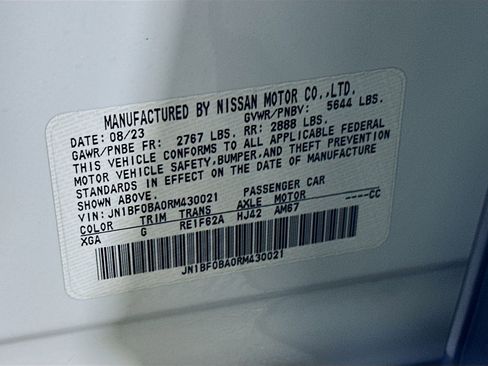 MANUFACTURED BY NISSAN MOTOR CO.,LTD.
DATE: 08/23 GVWR/PNBV: 5644 LBS.
GAWR/PNBE FR: 2767 LBS. RR: 2888 LBS.
THIS VEHICLE CONFORMS TO ALL APPLICABLE FEDERAL
MOTOR VEHICLE SAFETY,BUMPER,AND THEFT PREVENTION
STANDARDS IN EFFECT ON THE DATE OF MANUFACTURE
SHOWN ABOVE.
VIN:JN1BF0BA0RM430021 PASSENGER CAR
COLOR TRIM TRANS AXLE MOTOR
XGA G RE1F62A HJ42 AM67 ----CC
JN1BF0BA0RM430021